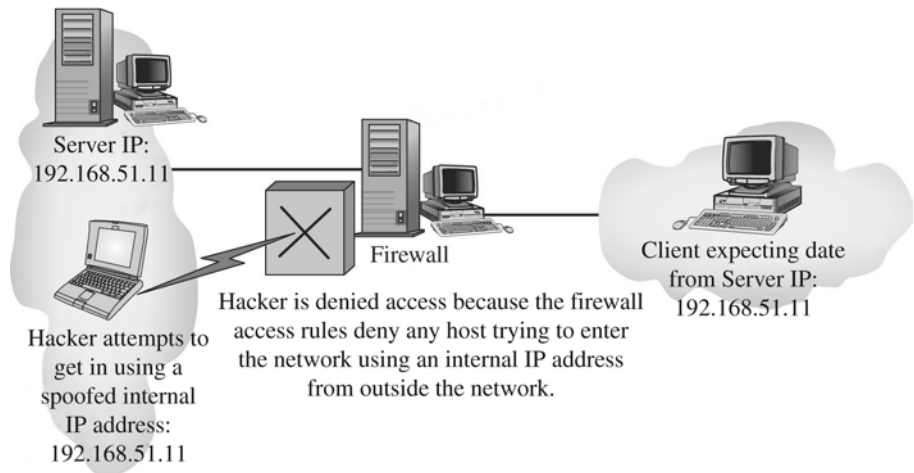 Server IP:
192.168.51.11
Firewall
Client expecting date
from Server IP:
192.168.51.11
Hacker attempts to
get in using a
spoofed internal
IP address:
192.168.51.11
Hacker is denied access because the firewall
access rules deny any host trying to enter
the network using an internal IP address
from outside the network.